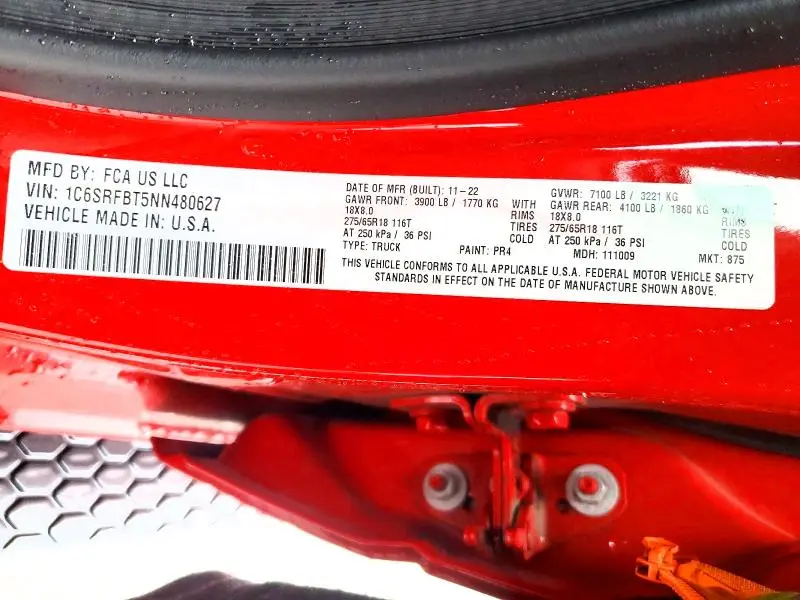 MFD BY: FCA US LLC
VIN: 1C6SRFBT5NN480627
VEHICLE MADE IN: U.S.A.
DATE OF MFR (BUILT): 11-22 GVWR: 7100 LB / 3221 KG
GAWR FRONT: 3900 LB / 1770 KG WITH GAWR REAR: 4100 LB / 1860 KG WITH
18X8.0 RIMS 18X8.0 RIMS
275/65R18 116T TIRES 275/65R18 116T TIRES
AT 250 kPa / 36 PSI COLD AT 250 kPa / 36 PSI COLD
TYPE: TRUCK PAINT: PR4 MDH: 111009 MKT: 875
THIS VEHICLE CONFORMS TO ALL APPLICABLE U.S.A. FEDERAL MOTOR VEHICLE SAFETY
STANDARDS IN EFFECT ON THE DATE OF MANUFACTURE SHOWN ABOVE.